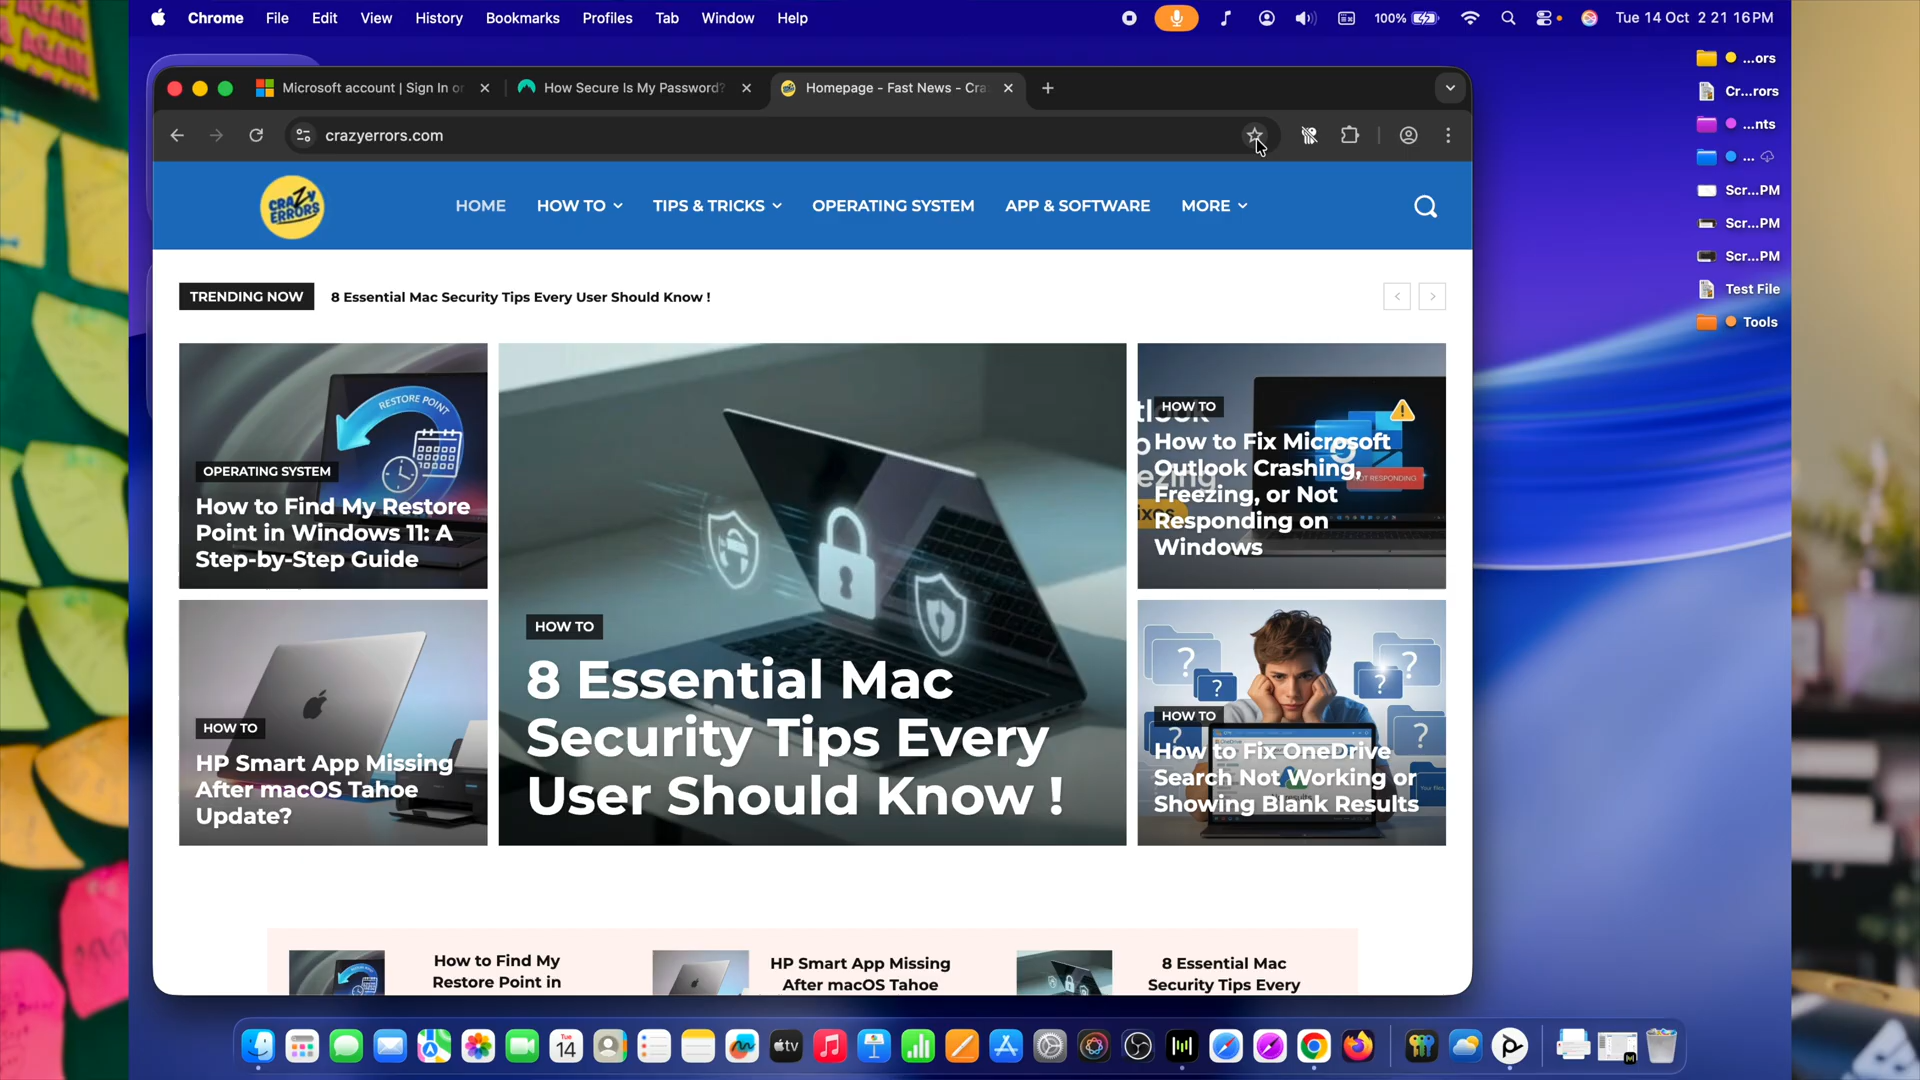 Chrome File Edit View History Bookmarks Profiles Tab Window Help
100% Tue 14 Oct 2 21 16 PM
Microsoft account | Sign In or
How Secure Is My Password?
Homepage - Fast News - Cra
crazyerrors.com
...ors
Cr...rors
...nts
...
Scr...PM
Scr...PM
Scr...PM
Test File
Tools
CRAZY
ERRORS
HOME HOW TO TIPS & TRICKS OPERATING SYSTEM APP & SOFTWARE MORE
TRENDING NOW 8 Essential Mac Security Tips Every User Should Know !
RESTORE POINT
OPERATING SYSTEM
How to Find My Restore
Point in Windows 11: A
Step-by-Step Guide
HOW TO
HP Smart App Missing
After macOS Tahoe
Update?
HOW TO
8 Essential Mac
Security Tips Every
User Should Know !
HOW TO
How to Fix Microsoft
Outlook Crashing,
Freezing, or Not
Responding on
Windows
NOT RESPONDING
HOW TO
How to Fix OneDrive
Search Not Working or
Showing Blank Results
How to Find My
Restore Point in
HP Smart App Missing
After macOS Tahoe
8 Essential Mac
Security Tips Every
Tue
14
tv
& AGAIN